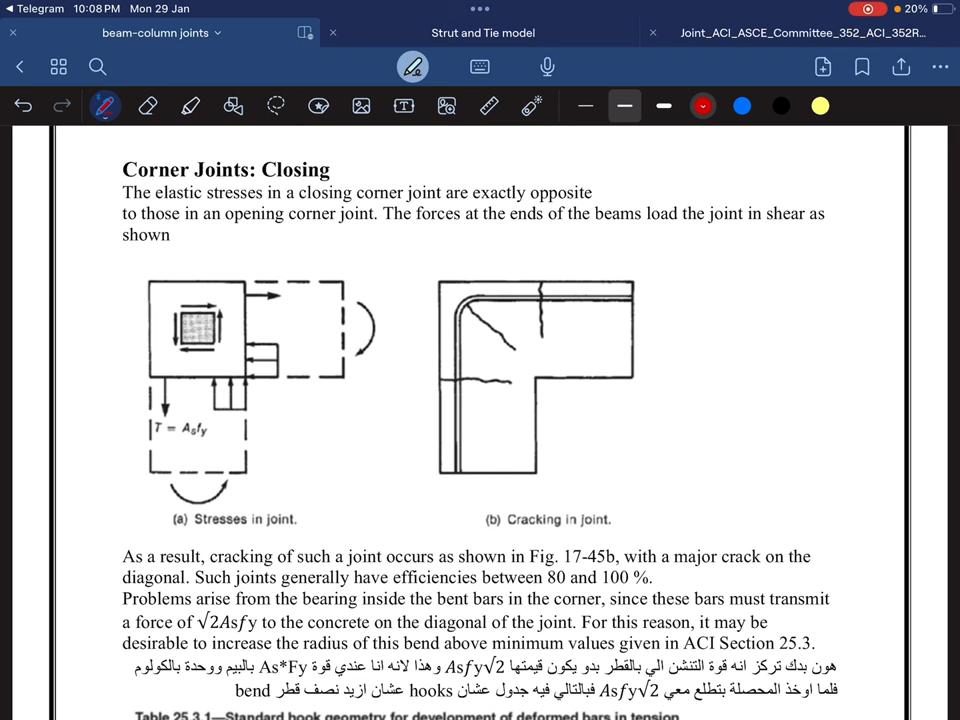 Telegram 10:08 PM Mon 29 Jan
20%
beam-column joints
Strut and Tie model
Joint_ACI_ASCE_Committee_352_ACI_352R...
Corner Joints: Closing
The elastic stresses in a closing corner joint are exactly opposite
to those in an opening corner joint. The forces at the ends of the beams load the joint in shear as
shown
T = Asfy
(a) Stresses in joint.
(b) Cracking in joint.
As a result, cracking of such a joint occurs as shown in Fig. 17-45b, with a major crack on the
diagonal. Such joints generally have efficiencies between 80 and 100 %.
Problems arise from the bearing inside the bent bars in the corner, since these bars must transmit
a force of √2Asfy to the concrete on the diagonal of the joint. For this reason, it may be
desirable to increase the radius of this bend above minimum values given in ACI Section 25.3.
هون بدك تركز انه قوة التنشن الي بالقطر بدو يكون قيمتها Asfy√2 وهذا لانه انا عندي قوة As*Fy بالبيم ووحدة بالكولوم
فلما اوخذ المحصلة بتطلع معي Asfy√2 فبالتالي فيه جدول عشان hooks عشان ازيد نصف قطر bend
Table 25.3.1—Standard hook geometry for development of deformed bars in tension